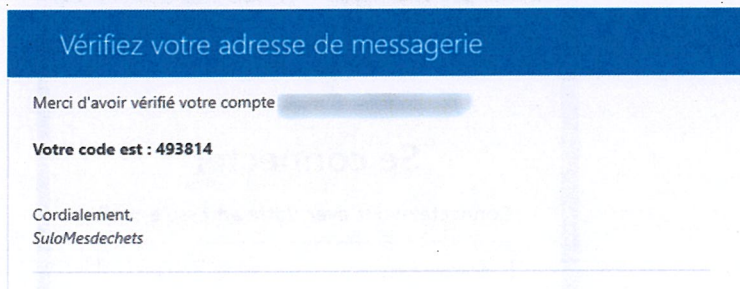 Vérifiez votre adresse de messagerie
Merci d'avoir vérifié votre compte
Votre code est : 493814
Cordialement,
SuloMesdechets